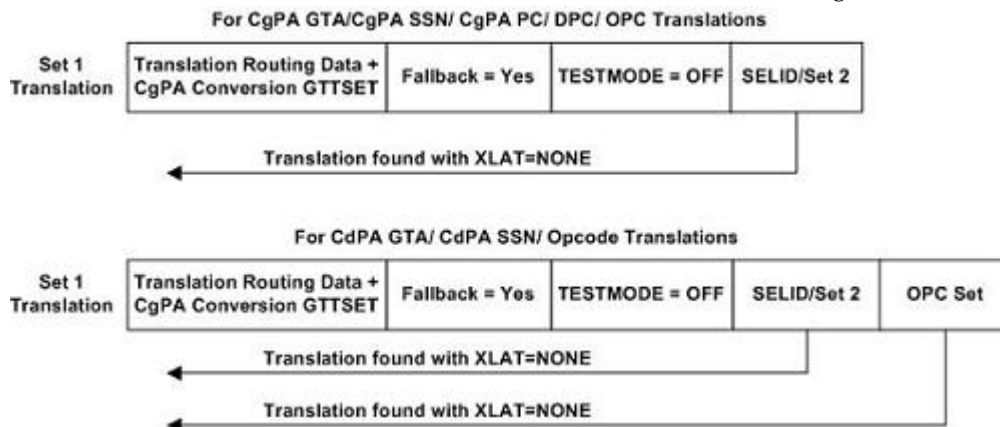 For CgPA GTA/CgPA SSN/ CgPA PC/ DPC/ OPC Translations
Set 1
Translation
Translation Routing Data +
CgPA Conversion GTTSET
Fallback = Yes
TESTMODE = OFF
SELID/Set 2
Translation found with XLAT=NONE
For CdPA GTA/ CdPA SSN/ Opcode Translations
Set 1
Translation
Translation Routing Data +
CgPA Conversion GTTSET
Fallback = Yes
TESTMODE = OFF
SELID/Set 2
OPC Set
Translation found with XLAT=NONE
Translation found with XLAT=NONE